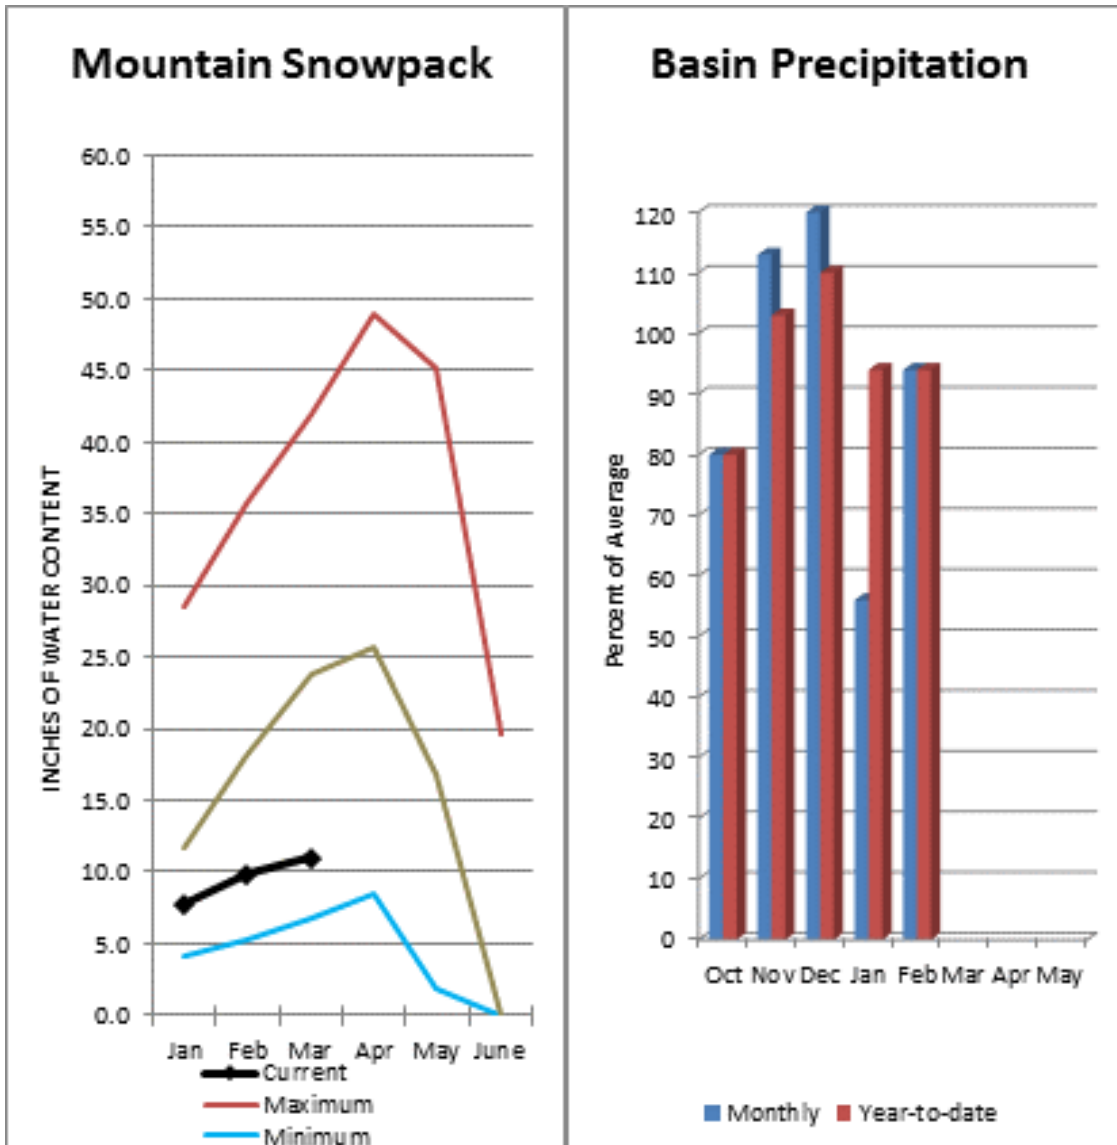 Mountain Snowpack
60.0
55.0
50.0
45.0
40.0
35.0
30.0
25.0
20.0
15.0
10.0
5.0
0.0
INCHES OF WATER CONTENT
Jan Feb Mar Apr May June
Current
Maximum
Minimum
Basin Precipitation
120
110
100
90
80
70
60
50
40
30
20
10
0
Percent of Average
Oct Nov Dec Jan Feb Mar Apr May
Monthly Year-to-date